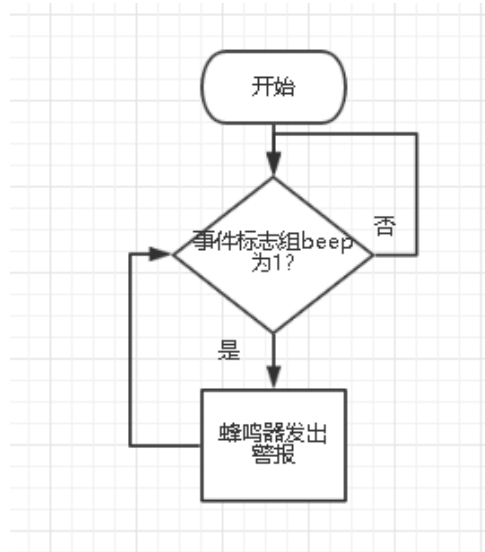 开始
事件标志组beep
为1?
否
是
蜂鸣器发出
警报